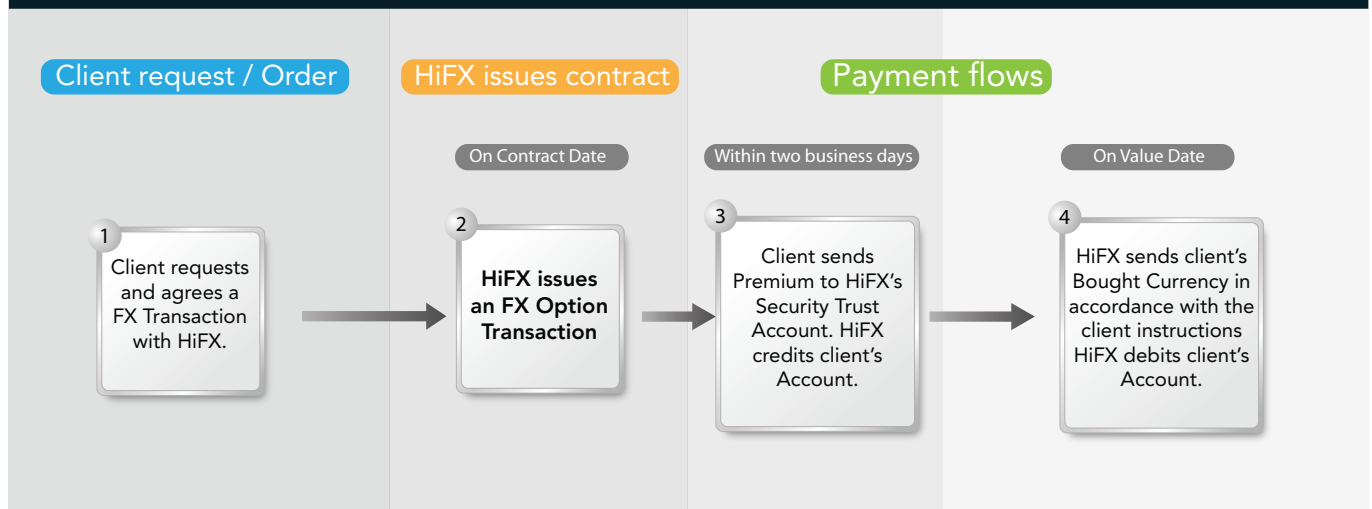 Client request / Order
HiFX issues contract
Payment flows
On Contract Date
Within two business days
On Value Date
1
Client requests
and agrees a
FX Transaction
with HiFX.
2
HiFX issues
an FX Option
Transaction
3
Client sends
Premium to HiFX's
Security Trust
Account. HiFX
credits client's
Account.
4
HiFX sends client's
Bought Currency in
accordance with the
client instructions
HiFX debits client's
Account.